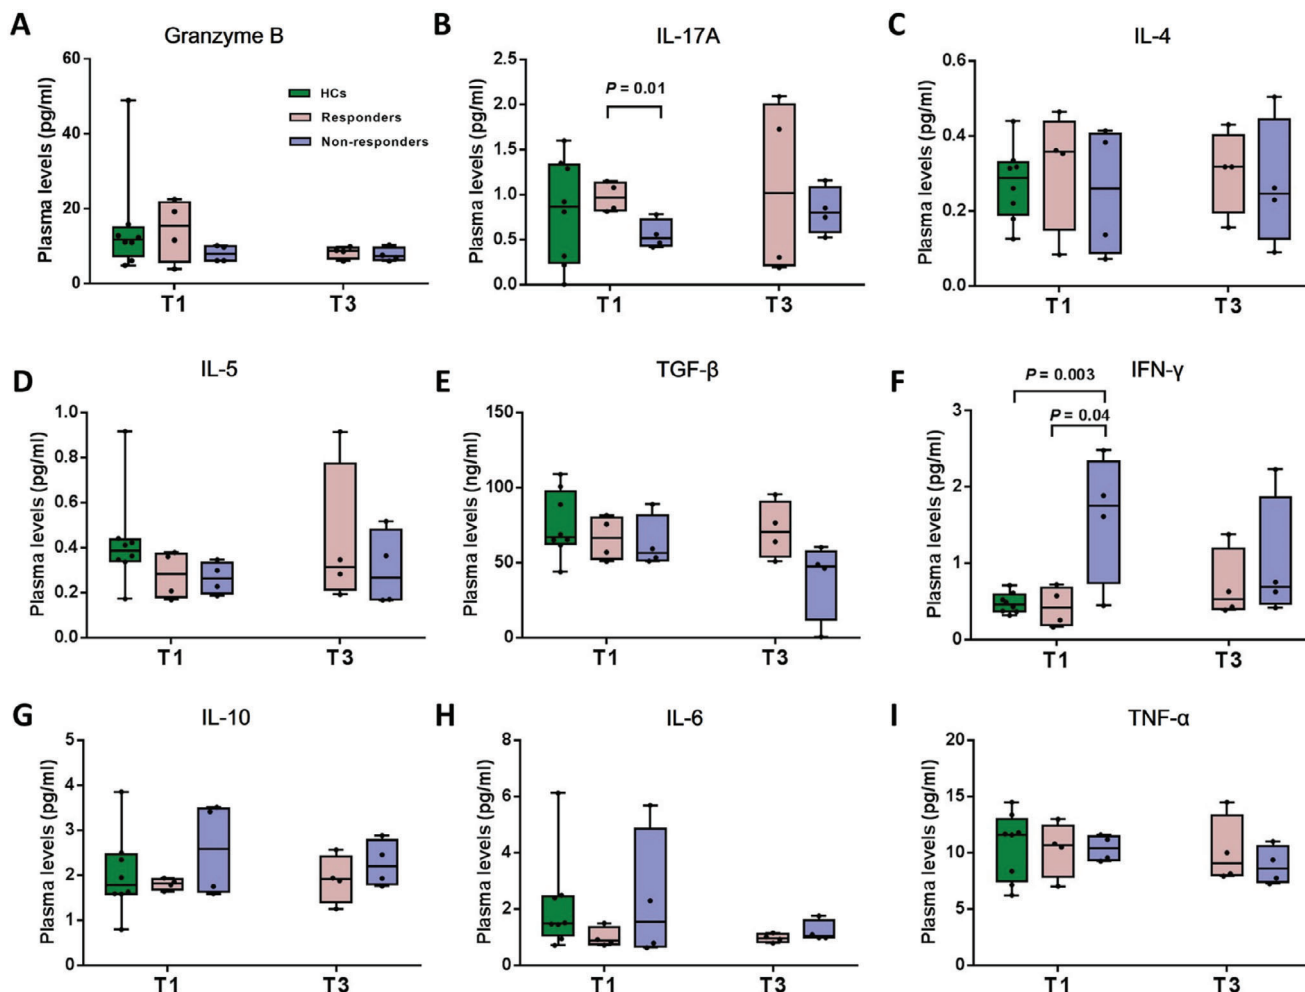 A
Granzyme B
Plasma levels (pg/ml)
60
40
20
0
HCs
Responders
Non-responders
T1
T3
B
IL-17A
Plasma levels (pg/ml)
2.5
2.0
1.5
1.0
0.5
0.0
P = 0.01
T1
T3
C
IL-4
Plasma levels (pg/ml)
0.6
0.4
0.2
0.0
T1
T3
D
IL-5
Plasma levels (pg/ml)
1.0
0.8
0.6
0.4
0.2
0.0
T1
T3
E
TGF-β
Plasma levels (ng/ml)
150
100
50
0
T1
T3
F
IFN-γ
Plasma levels (pg/ml)
P = 0.003
P = 0.04
3
2
1
0
T1
T3
G
IL-10
Plasma levels (pg/ml)
5
4
3
2
1
0
T1
T3
H
IL-6
Plasma levels (pg/ml)
8
6
4
2
0
T1
T3
I
TNF-α
Plasma levels (pg/ml)
20
15
10
5
0
T1
T3